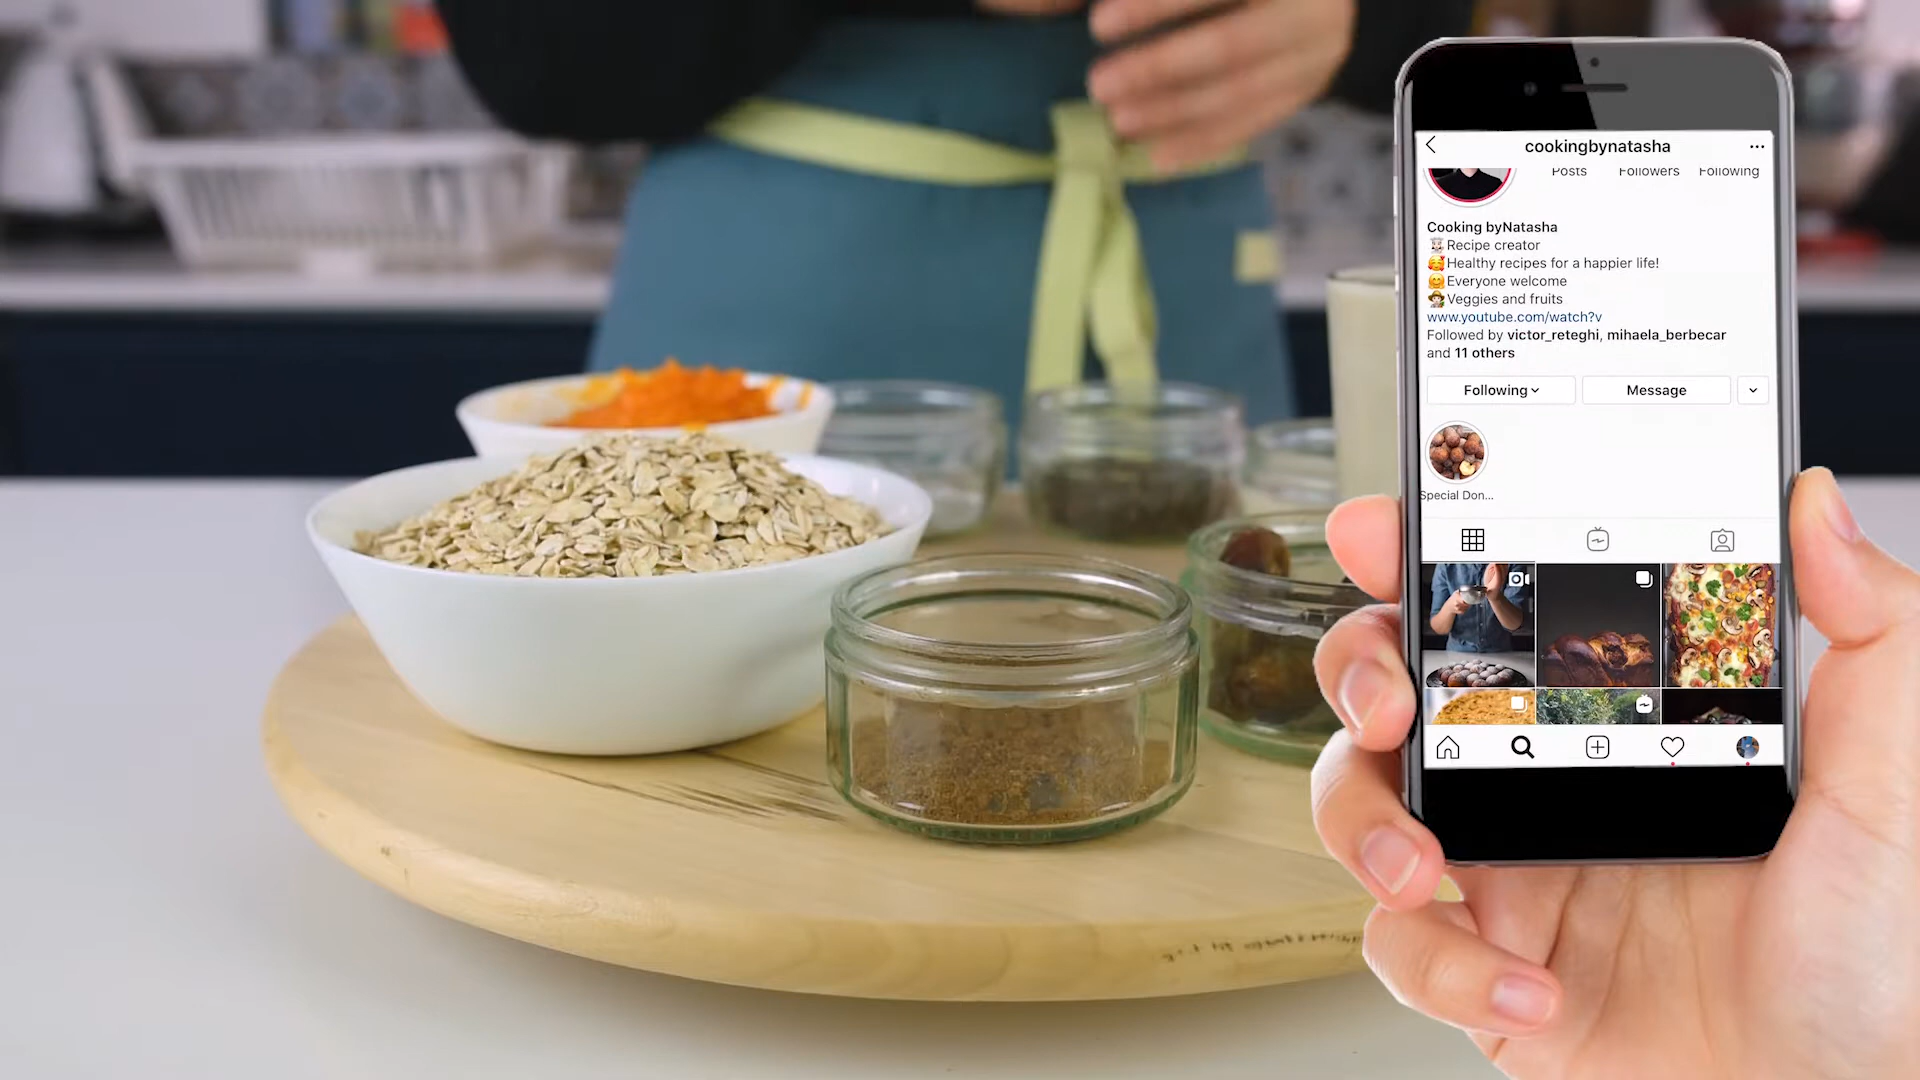 cookingbynatasha
Posts Followers Following
Cooking byNatasha
Recipe creator
Healthy recipes for a happier life!
Everyone welcome
Veggies and fruits
www.youtube.com/watch?v
Followed by victor_reteghi, mihaela_berbecar
and 11 others
Following Message
Special Don...